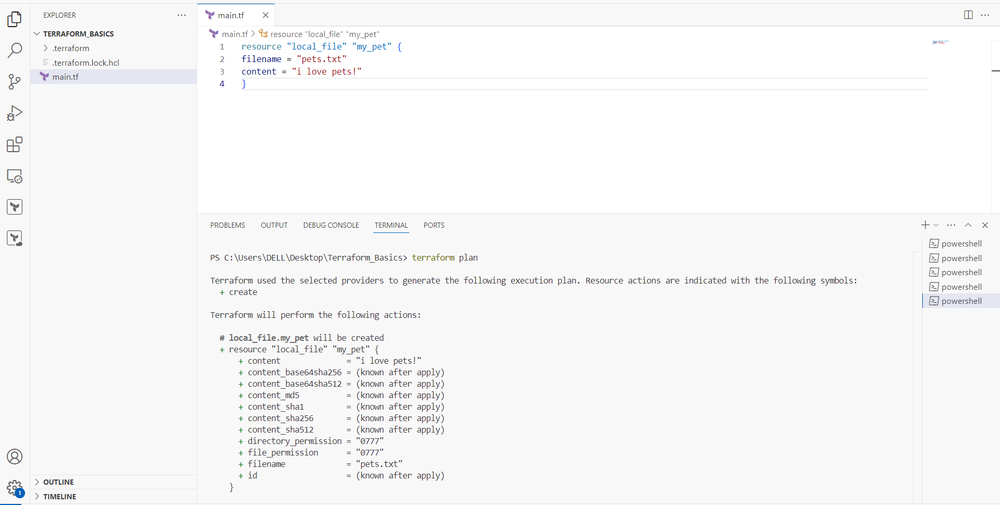 EXPLORER
TERRAFORM_BASICS
.terraform
.terraform.lock.hcl
main.tf
OUTLINE
TIMELINE
1
main.tf
main.tf > resource "local_file" "my_pet"
1 resource "local_file" "my_pet" {
2 filename = "pets.txt"
3 content = "i love pets!"
4 }
PROBLEMS OUTPUT DEBUG CONSOLE TERMINAL PORTS
PS C:\Users\DELL\Desktop\Terraform_Basics> terraform plan
Terraform used the selected providers to generate the following execution plan. Resource actions are indicated with the following symbols:
+ create
Terraform will perform the following actions:
# local_file.my_pet will be created
+ resource "local_file" "my_pet" {
+ content = "i love pets!"
+ content_base64sha256 = (known after apply)
+ content_base64sha512 = (known after apply)
+ content_md5 = (known after apply)
+ content_sha1 = (known after apply)
+ content_sha256 = (known after apply)
+ content_sha512 = (known after apply)
+ directory_permission = "0777"
+ file_permission = "0777"
+ filename = "pets.txt"
+ id = (known after apply)
}
powershell
powershell
powershell
powershell
powershell